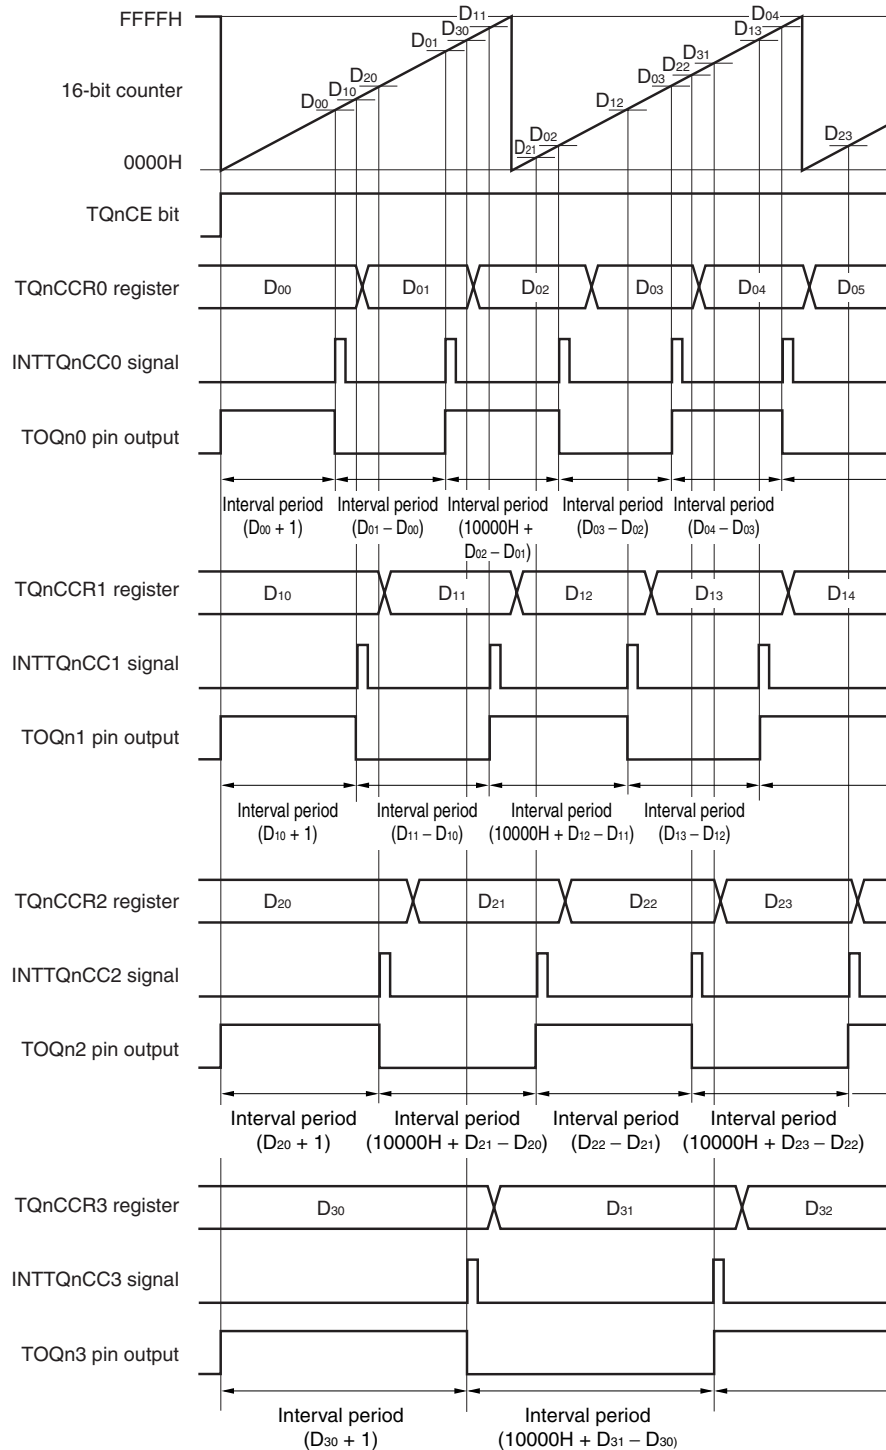 FFFFH
16-bit counter
0000H
D00
D10
D20
D01
D30
D11
D21
D02
D12
D03
D22
D31
D13
D04
D23
TQnCE bit
TQnCCR0 register
D00 D01 D02 D03 D04 D05
INTTQnCC0 signal
TOQn0 pin output
Interval period
(D00 + 1)
Interval period
(D01 – D00)
Interval period
(10000H +
D02 – D01)
Interval period
(D03 – D02)
Interval period
(D04 – D03)
TQnCCR1 register
D10 D11 D12 D13 D14
INTTQnCC1 signal
TOQn1 pin output
Interval period
(D10 + 1)
Interval period
(D11 – D10)
Interval period
(10000H + D12 – D11)
Interval period
(D13 – D12)
TQnCCR2 register
D20 D21 D22 D23
INTTQnCC2 signal
TOQn2 pin output
Interval period
(D20 + 1)
Interval period
(10000H + D21 – D20)
Interval period
(D22 – D21)
Interval period
(10000H + D23 – D22)
TQnCCR3 register
D30 D31 D32
INTTQnCC3 signal
TOQn3 pin output
Interval period
(D30 + 1)
Interval period
(10000H + D31 – D30)